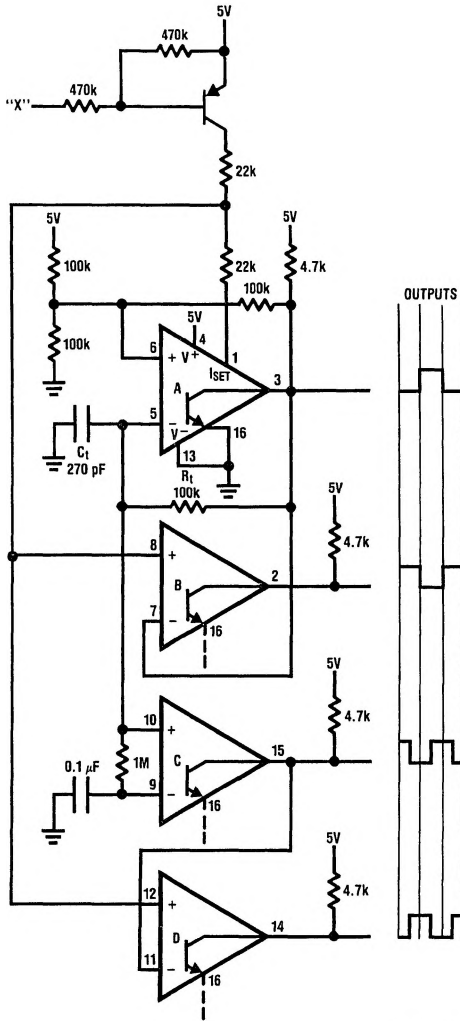 5V
470k
470k
"X"
22k
5V
5V
100k
22k
4.7k
100k
OUTPUTS
5V
4
100k
6
+
V+
1
ISET
A
3
5
−
V−
16
Ct
270 pF
13
Rt
100k
5V
8
+
4.7k
B
2
7
−
16
5V
10
+
4.7k
15
0.1 μF
1M
C
9
−
16
5V
12
+
4.7k
D
14
11
−
16